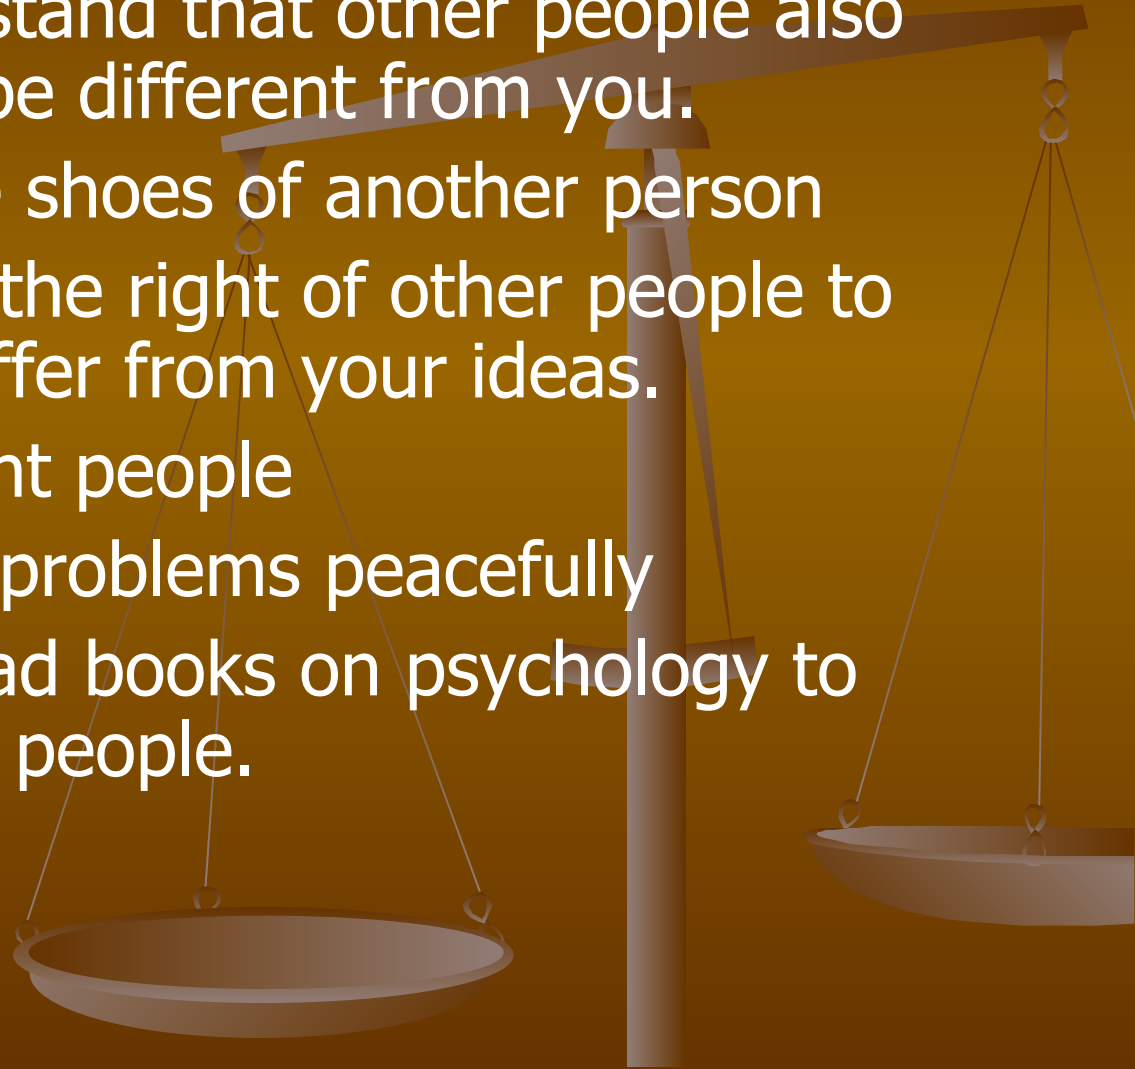 stand that other people also
be different from you.
shoes of another person
the right of other people to
ffer from your ideas.
nt people
problems peacefully
ad books on psychology to
people.